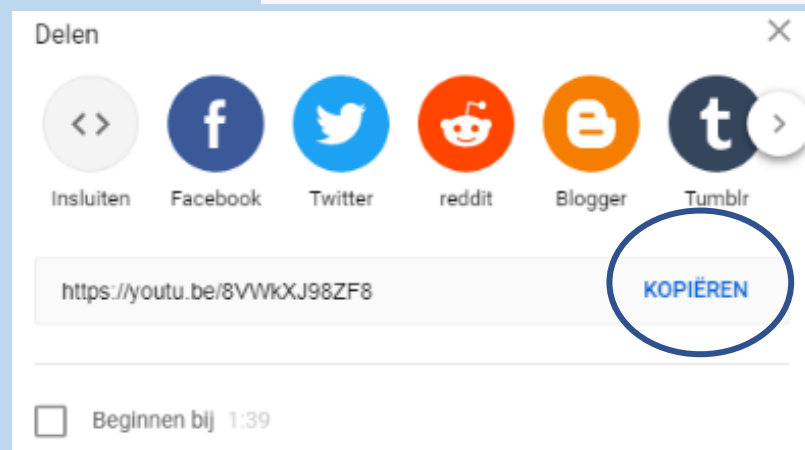 Delen
Insluiten Facebook Twitter reddit Blogger Tumblr
https://youtu.be/8VWkXJ98ZF8 KOPIËREN
Beginnen bij 1:39